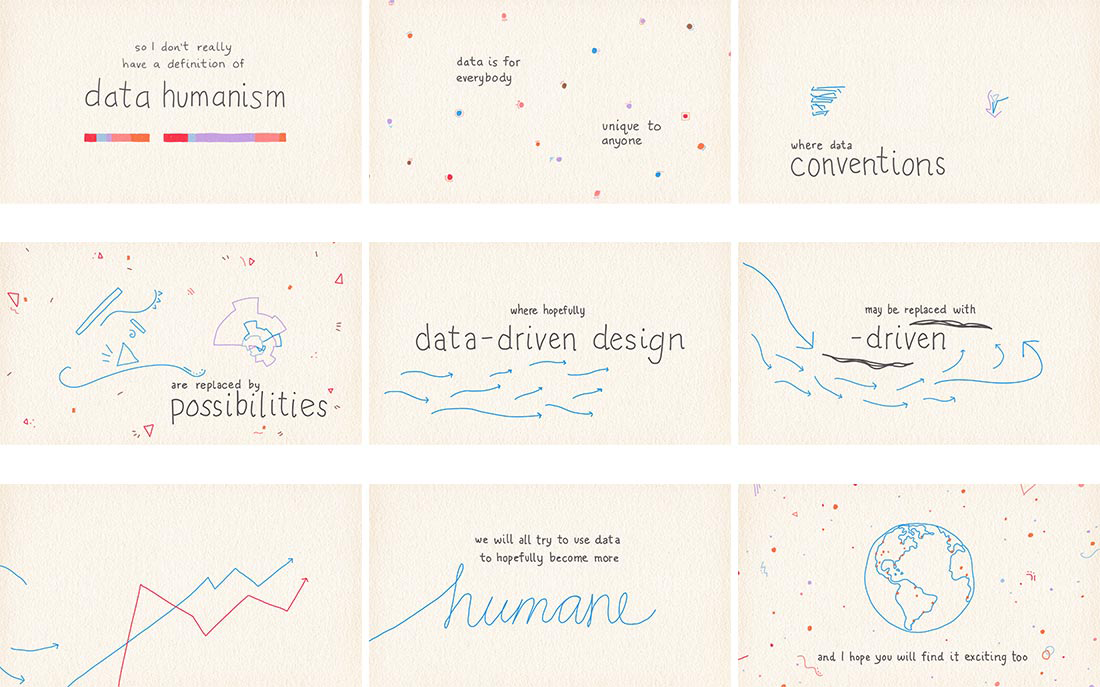 so I don't really
have a definition of
data humanism
data is for
everybody
unique to
anyone
where data
conventions
are replaced by
possibilities
where hopefully
data-driven design
may be replaced with
-driven
we will all try to use data
to hopefully become more
humane
and I hope you will find it exciting too